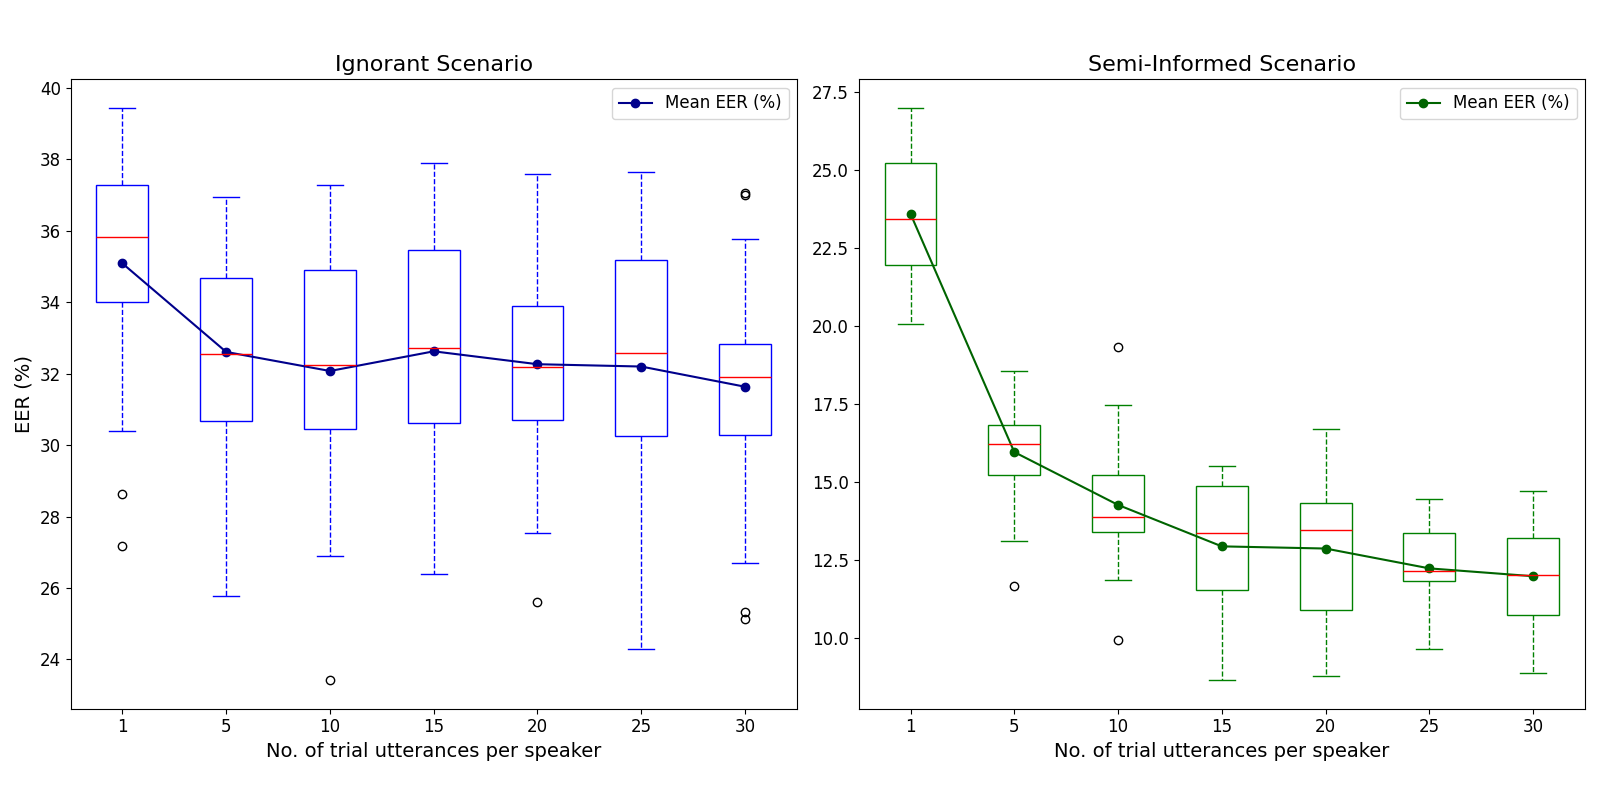 Ignorant Scenario
Mean EER (%)
EER (%)
40
38
36
34
32
30
28
26
24
1 5 10 15 20 25 30
No. of trial utterances per speaker
Semi-Informed Scenario
Mean EER (%)
27.5
25.0
22.5
20.0
17.5
15.0
12.5
10.0
1 5 10 15 20 25 30
No. of trial utterances per speaker